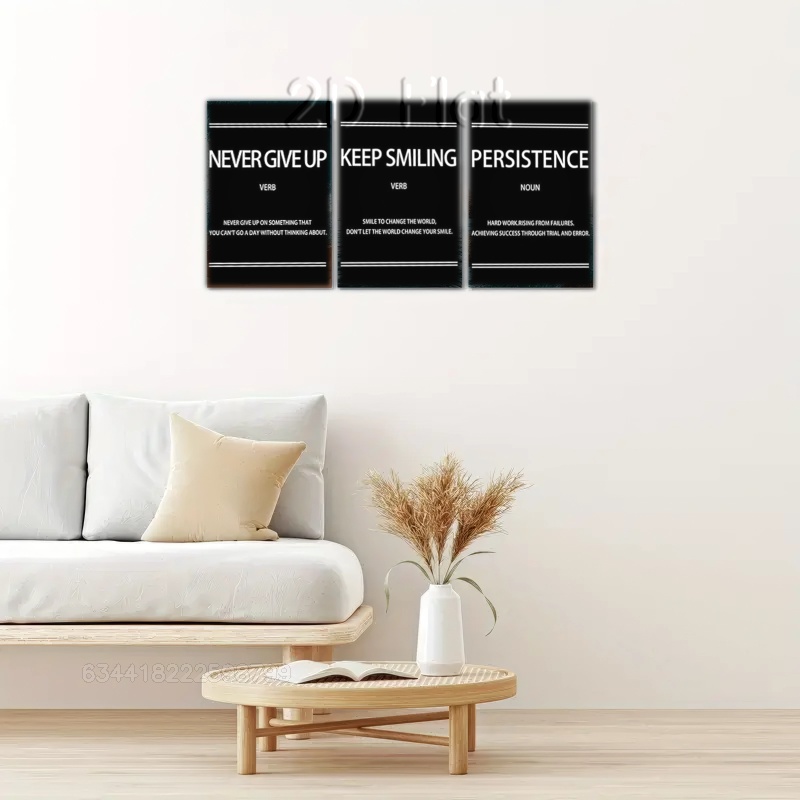 2D Flat
NEVER GIVE UP
VERB
NEVER GIVE UP ON SOMETHING THAT
YOU CAN'T GO A DAY WITHOUT THINKING ABOUT.
KEEP SMILING
VERB
SMILE TO CHANGE THE WORLD,
DON'T LET THE WORLD CHANGE YOUR SMILE.
PERSISTENCE
NOUN
HARD WORK,RISING FROM FAILURES,
ACHIEVING SUCCESS THROUGH TRIAL AND ERROR.